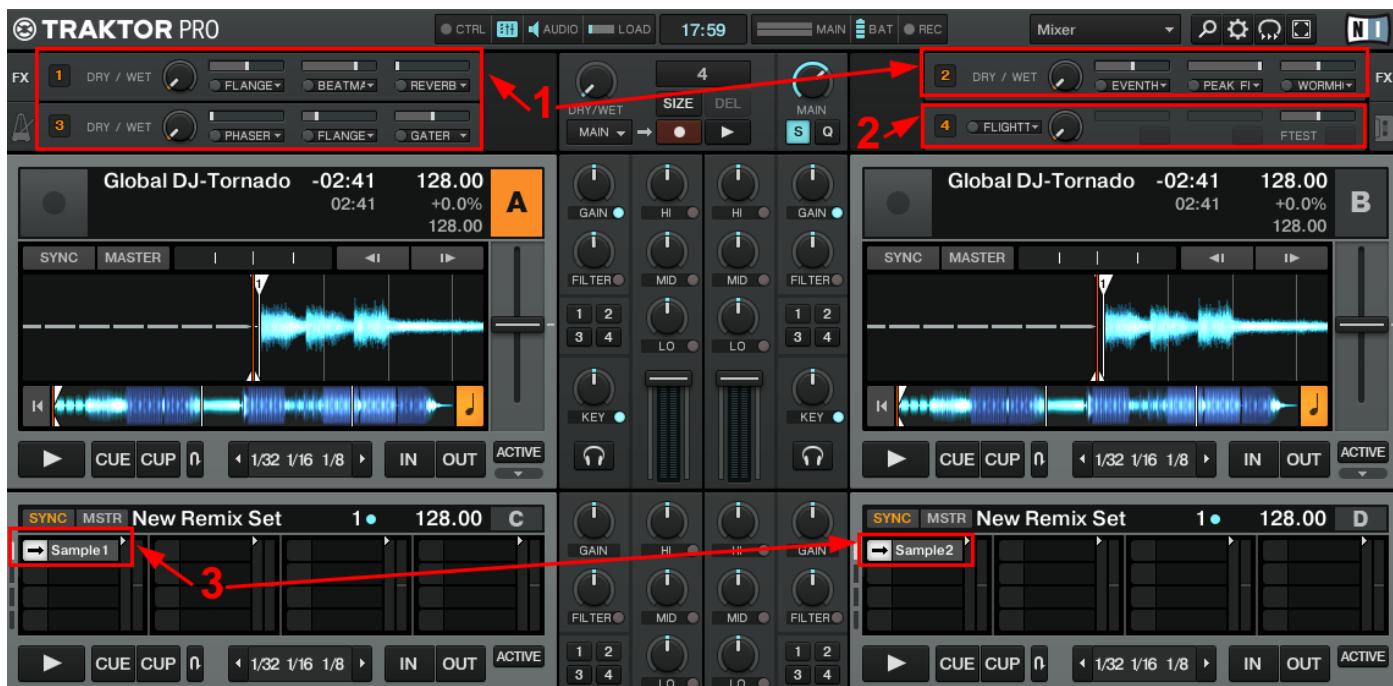 TRAKTOR PRO CTRL AUDIO LOAD 17:59 MAIN BAT REC Mixer NI
FX 1 DRY / WET FLANGE BEATMA REVERB
3 DRY / WET PHASER FLANGE GATER
1
DRY/WET 4 MAIN
SIZE DEL
MAIN S Q
2 DRY / WET EVENTH PEAK FI WORMHI FX
2
4 FLIGHTT FTEST
Global DJ-Tornado -02:41 128.00 A
02:41 +0.0%
128.00
SYNC MASTER
1
CUE CUP 1/32 1/16 1/8 IN OUT ACTIVE
GAIN HI HI GAIN
FILTER MID MID FILTER
1 2 1 2
3 4 LO LO 3 4
KEY KEY
Global DJ-Tornado -02:41 128.00 B
02:41 +0.0%
128.00
SYNC MASTER
1
CUE CUP 1/32 1/16 1/8 IN OUT ACTIVE
SYNC MSTR New Remix Set 1 128.00 C
Sample1
3
CUE CUP 1/32 1/16 1/8 IN OUT ACTIVE
GAIN HI HI GAIN
FILTER MID MID FILTER
1 2 1 2
3 4 LO LO 3 4
SYNC MSTR New Remix Set 1 128.00 D
Sample2
CUE CUP 1/32 1/16 1/8 IN OUT ACTIVE